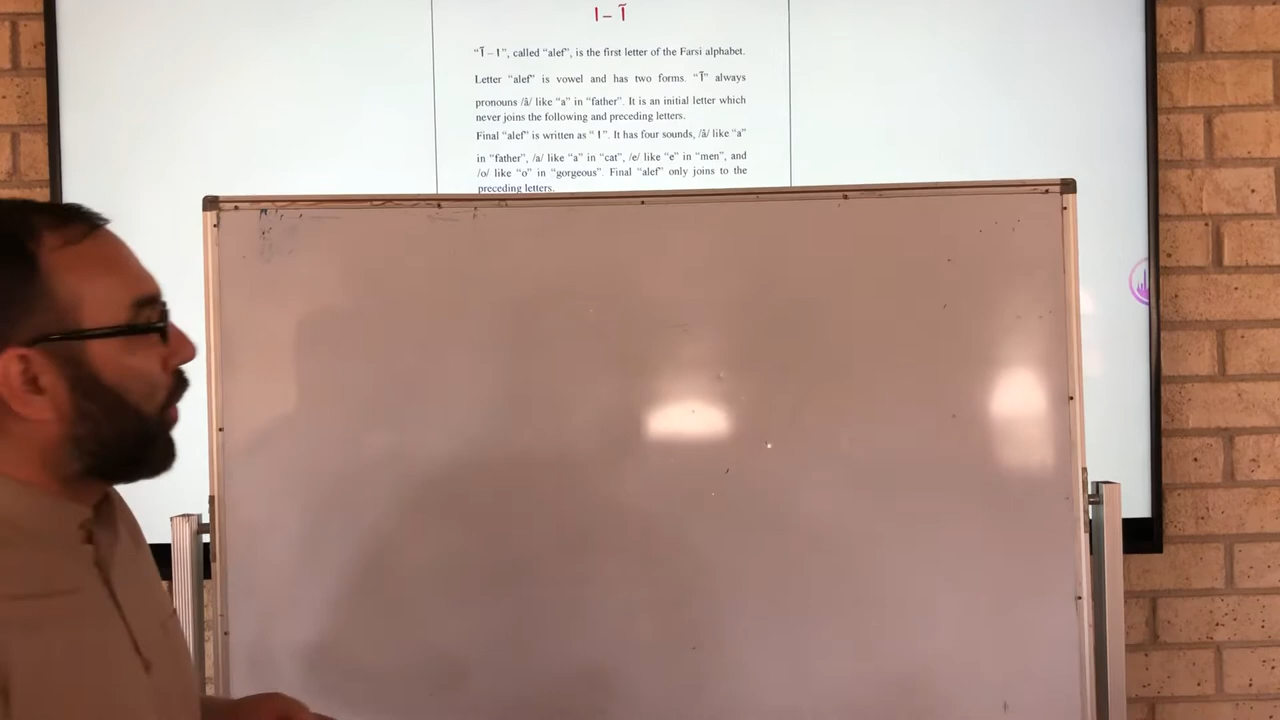 ا – آ
“آ – ا”, called “alef”, is the first letter of the Farsi alphabet.
Letter “alef” is vowel and has two forms. “آ” always
pronouns /â/ like “a” in “father”. It is an initial letter which
never joins the following and preceding letters.
Final “alef” is written as “ ا ”. It has four sounds, /â/ like “a”
in “father”, /a/ like “a” in “cat”, /e/ like “e” in “men”, and
/o/ like “o” in “gorgeous”. Final “alef” only joins to the
preceding letters.